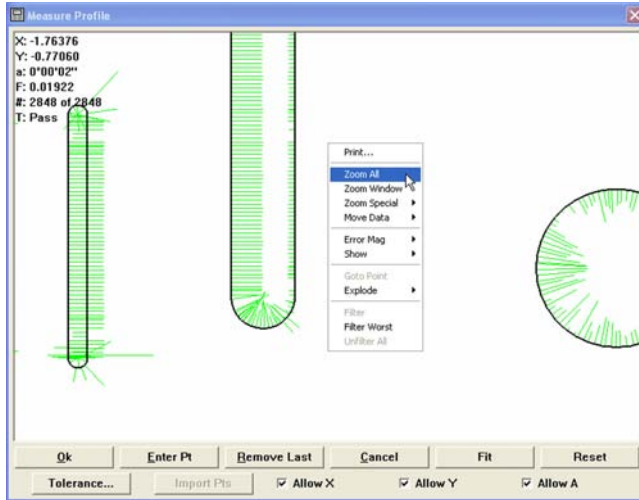 Measure Profile
X: -1.76376
Y: -0.77060
a: 0°00'02"
F: 0.01922
#: 2848 of 2848
T: Pass
Print...
Zoom All
Zoom Window
Zoom Special
Move Data
Error Mag
Show
Goto Point
Explode
Filter
Filter Worst
Unfilter All
Ok Enter Pt Remove Last Cancel Fit Reset
Tolerance... Import Pts Allow X Allow Y Allow A